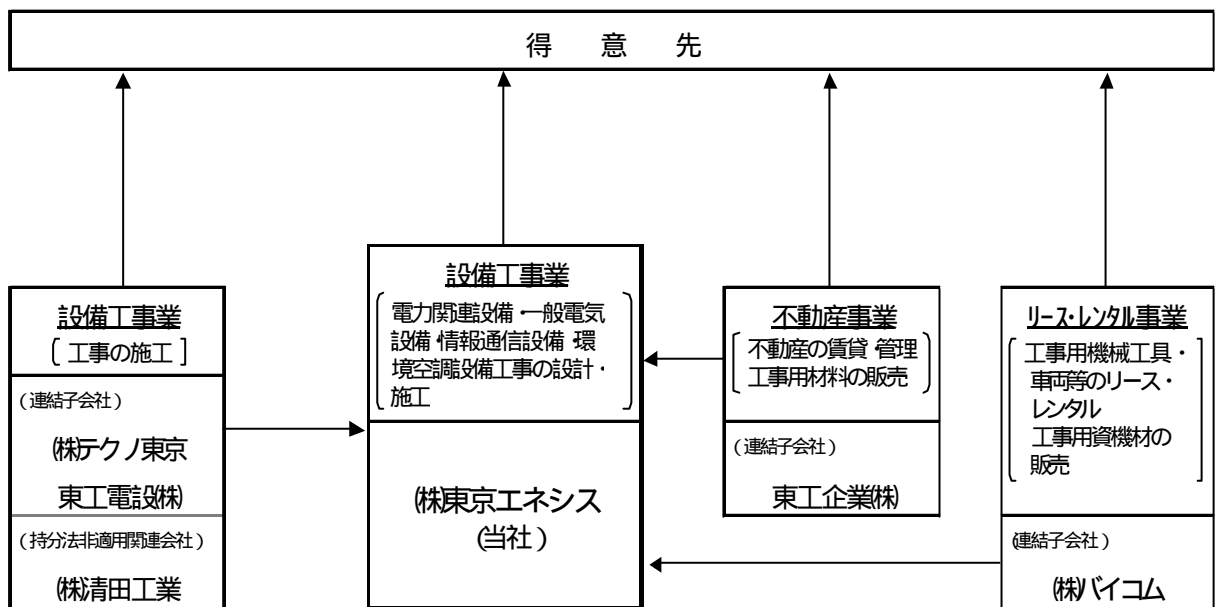 得 意 先
設備工事業
[ 工事の施工 ]
(連結子会社)
(株)テクノ東京
東工電設(株)
(持分法非適用関連会社)
(株)清田工業
設備工事業
電力関連設備・一般電気
設備・情報通信設備・環
境空調設備工事の設計・
施工
(株)東京エネシス
(当社)
不動産事業
不動産の賃貸・管理
工事用材料の販売
(連結子会社)
東工企業(株)
リース・レンタル事業
工事用機械工具・
車両等のリース・
レンタル
工事用資機材の
販売
(連結子会社)
(株)バイコム